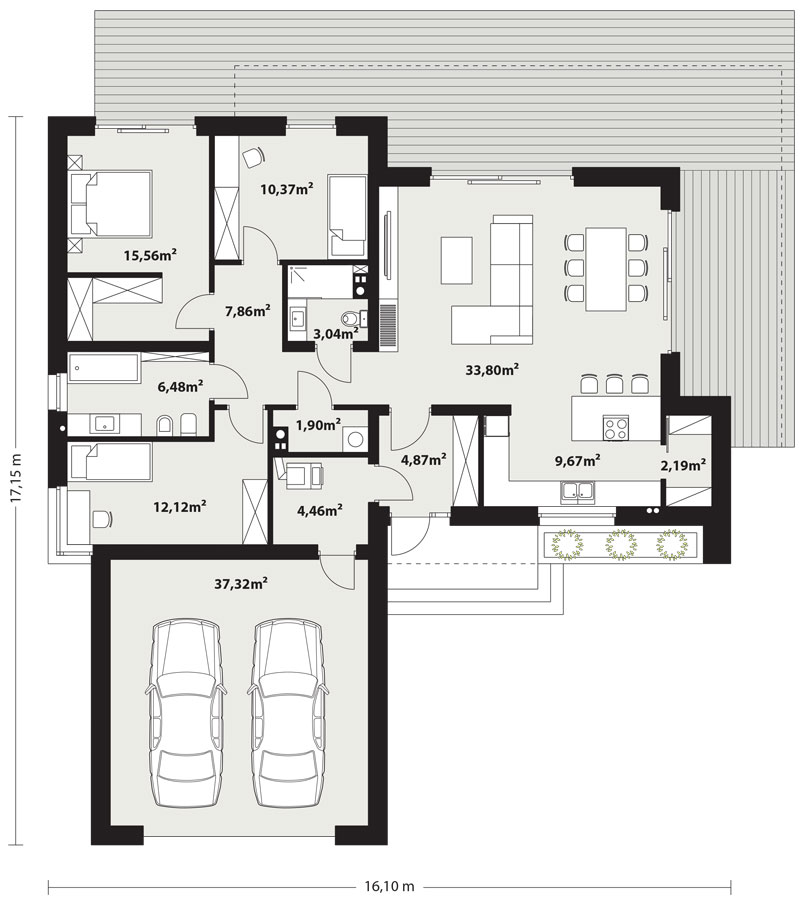 10,37m²
15,56m²
7,86m²
3,04m²
33,80m²
6,48m²
1,90m²
4,87m²
9,67m²
2,19m²
12,12m²
4,46m²
17,15 m
37,32m²
16,10 m